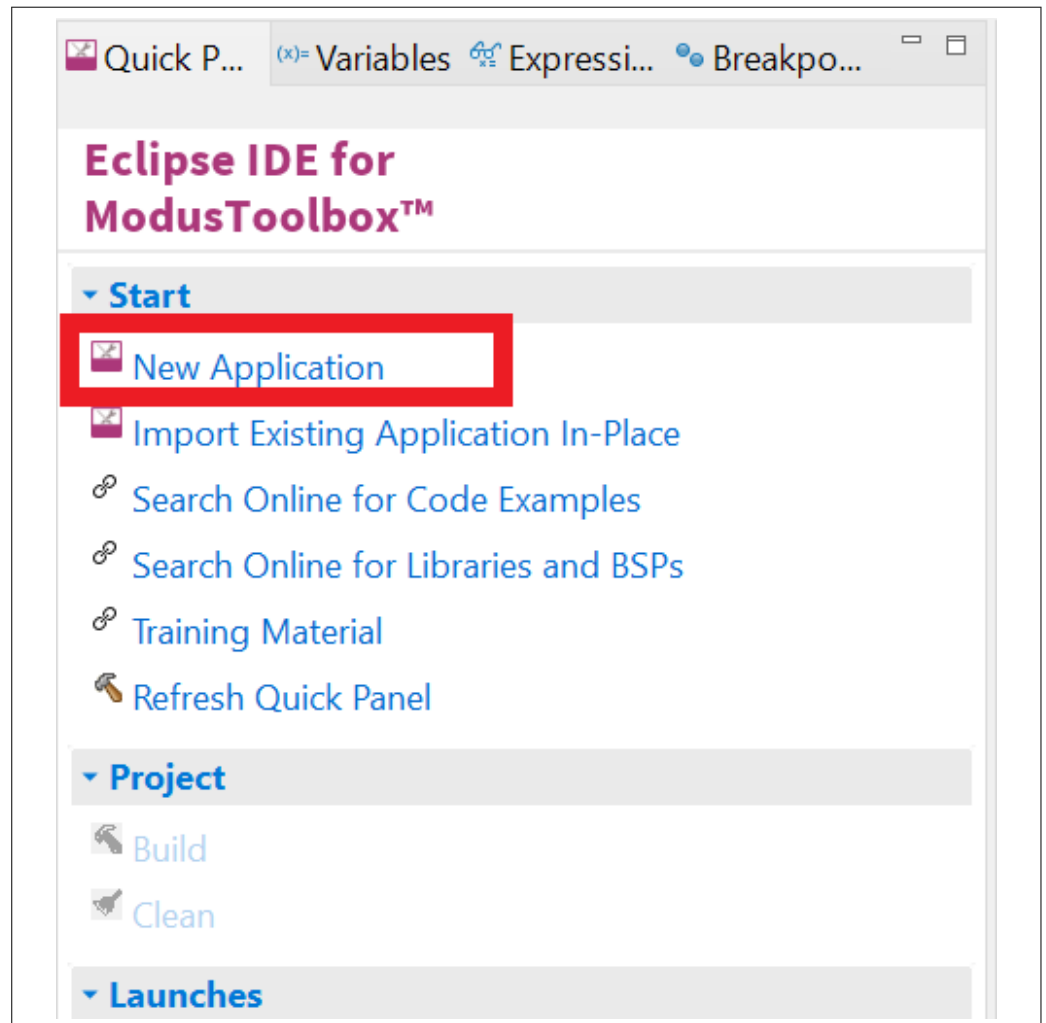 Quick P... (x)= Variables Expressi... Breakpo...
Eclipse IDE for
ModusToolbox™
Start
New Application
Import Existing Application In-Place
Search Online for Code Examples
Search Online for Libraries and BSPs
Training Material
Refresh Quick Panel
Project
Build
Clean
Launches